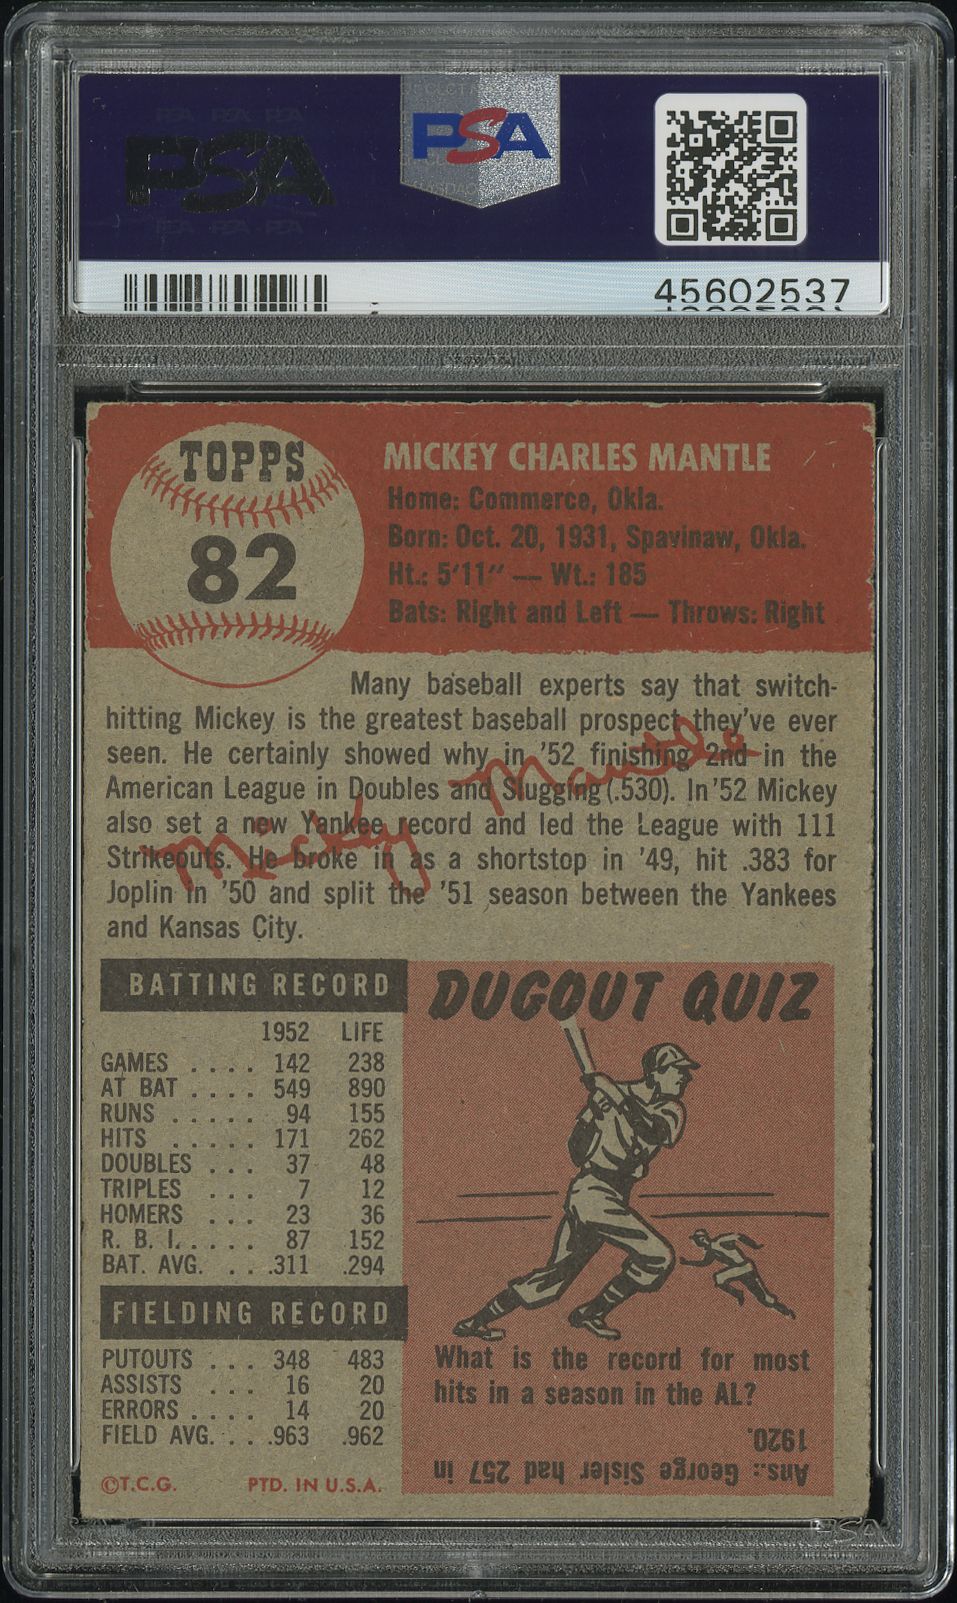 PSA
PSA
45602537
TOPPS
82
MICKEY CHARLES MANTLE
Home: Commerce, Okla.
Born: Oct. 20, 1931, Spavinaw, Okla.
Ht.: 5'11" — Wt.: 185
Bats: Right and Left — Throws: Right
Many baseball experts say that switch-
hitting Mickey is the greatest baseball prospect they've ever
seen. He certainly showed why in '52 finishing 2nd in the
American League in Doubles and Slugging (.530). In '52 Mickey
also set a new Yankee record and led the League with 111
Strikeouts. He broke in as a shortstop in '49, hit .383 for
Joplin in '50 and split the '51 season between the Yankees
and Kansas City.
Mickey Mantle
BATTING RECORD
1952 LIFE
GAMES .... 142 238
AT BAT .... 549 890
RUNS ..... 94 155
HITS ..... 171 262
DOUBLES ... 37 48
TRIPLES ... 7 12
HOMERS ... 23 36
R. B. I. .... 87 152
BAT. AVG. . . .311 .294
FIELDING RECORD
PUTOUTS ... 348 483
ASSISTS ... 16 20
ERRORS .... 14 20
FIELD AVG. . . .963 .962
©T.C.G. PTD. IN U.S.A.
DUGOUT QUIZ
What is the record for most
hits in a season in the AL?
Ans.: George Sisler had 257 in
1920.
PSA